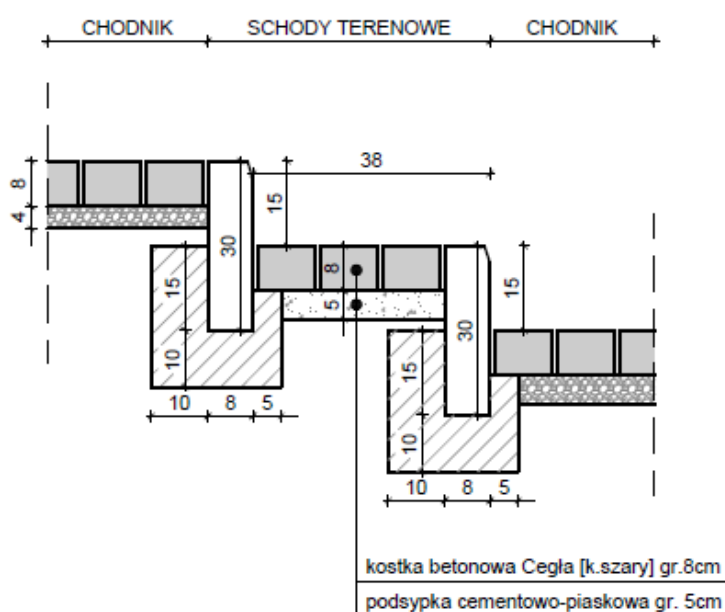 CHODNIK SCHODY TERENOWE CHODNIK
38
8
4
15
30
15
10
10 8 5
8
5
15
30
15
10
10 8 5
kostka betonowa Cegła [k.szary] gr.8cm
podsypka cementowo-piaskowa gr. 5cm